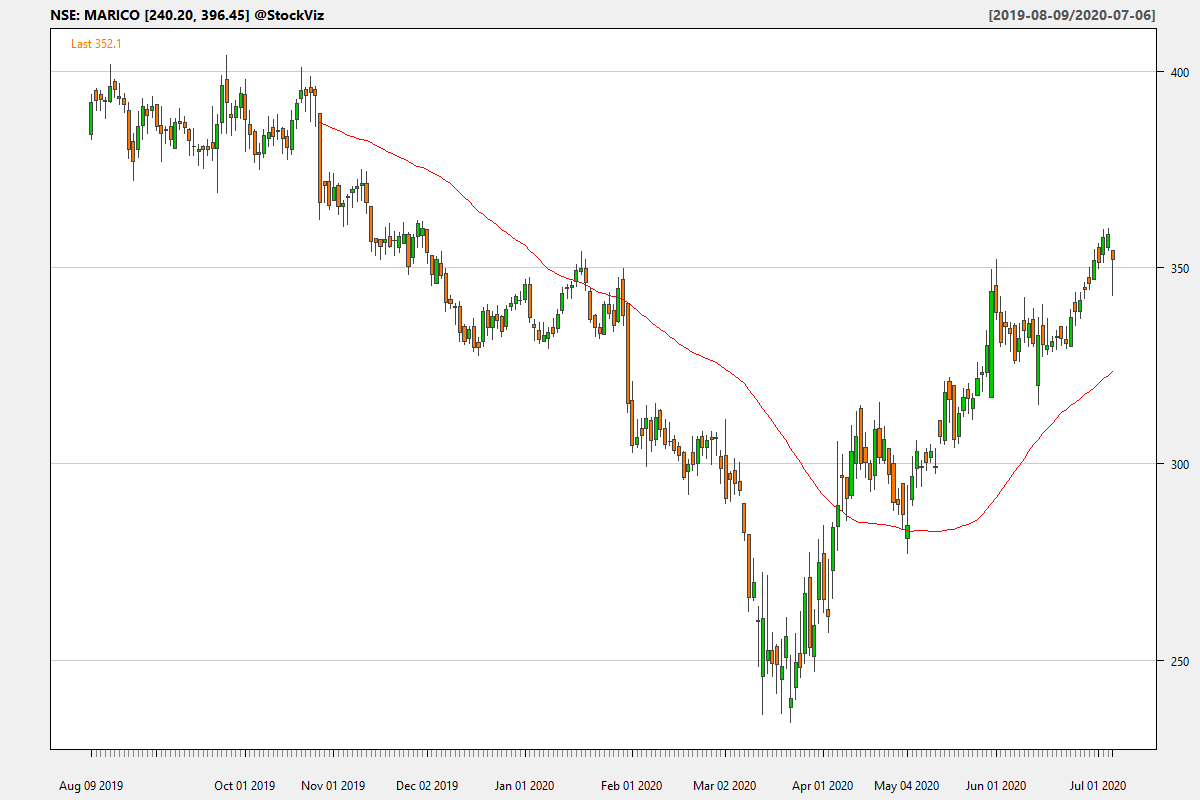 NSE: MARICO [240.20, 396.45] @StockViz [2019-08-09/2020-07-06]
Last 352.1
400
350
300
250
Aug 09 2019 Oct 01 2019 Nov 01 2019 Dec 02 2019 Jan 01 2020 Feb 01 2020 Mar 02 2020 Apr 01 2020 May 04 2020 Jun 01 2020 Jul 01 2020